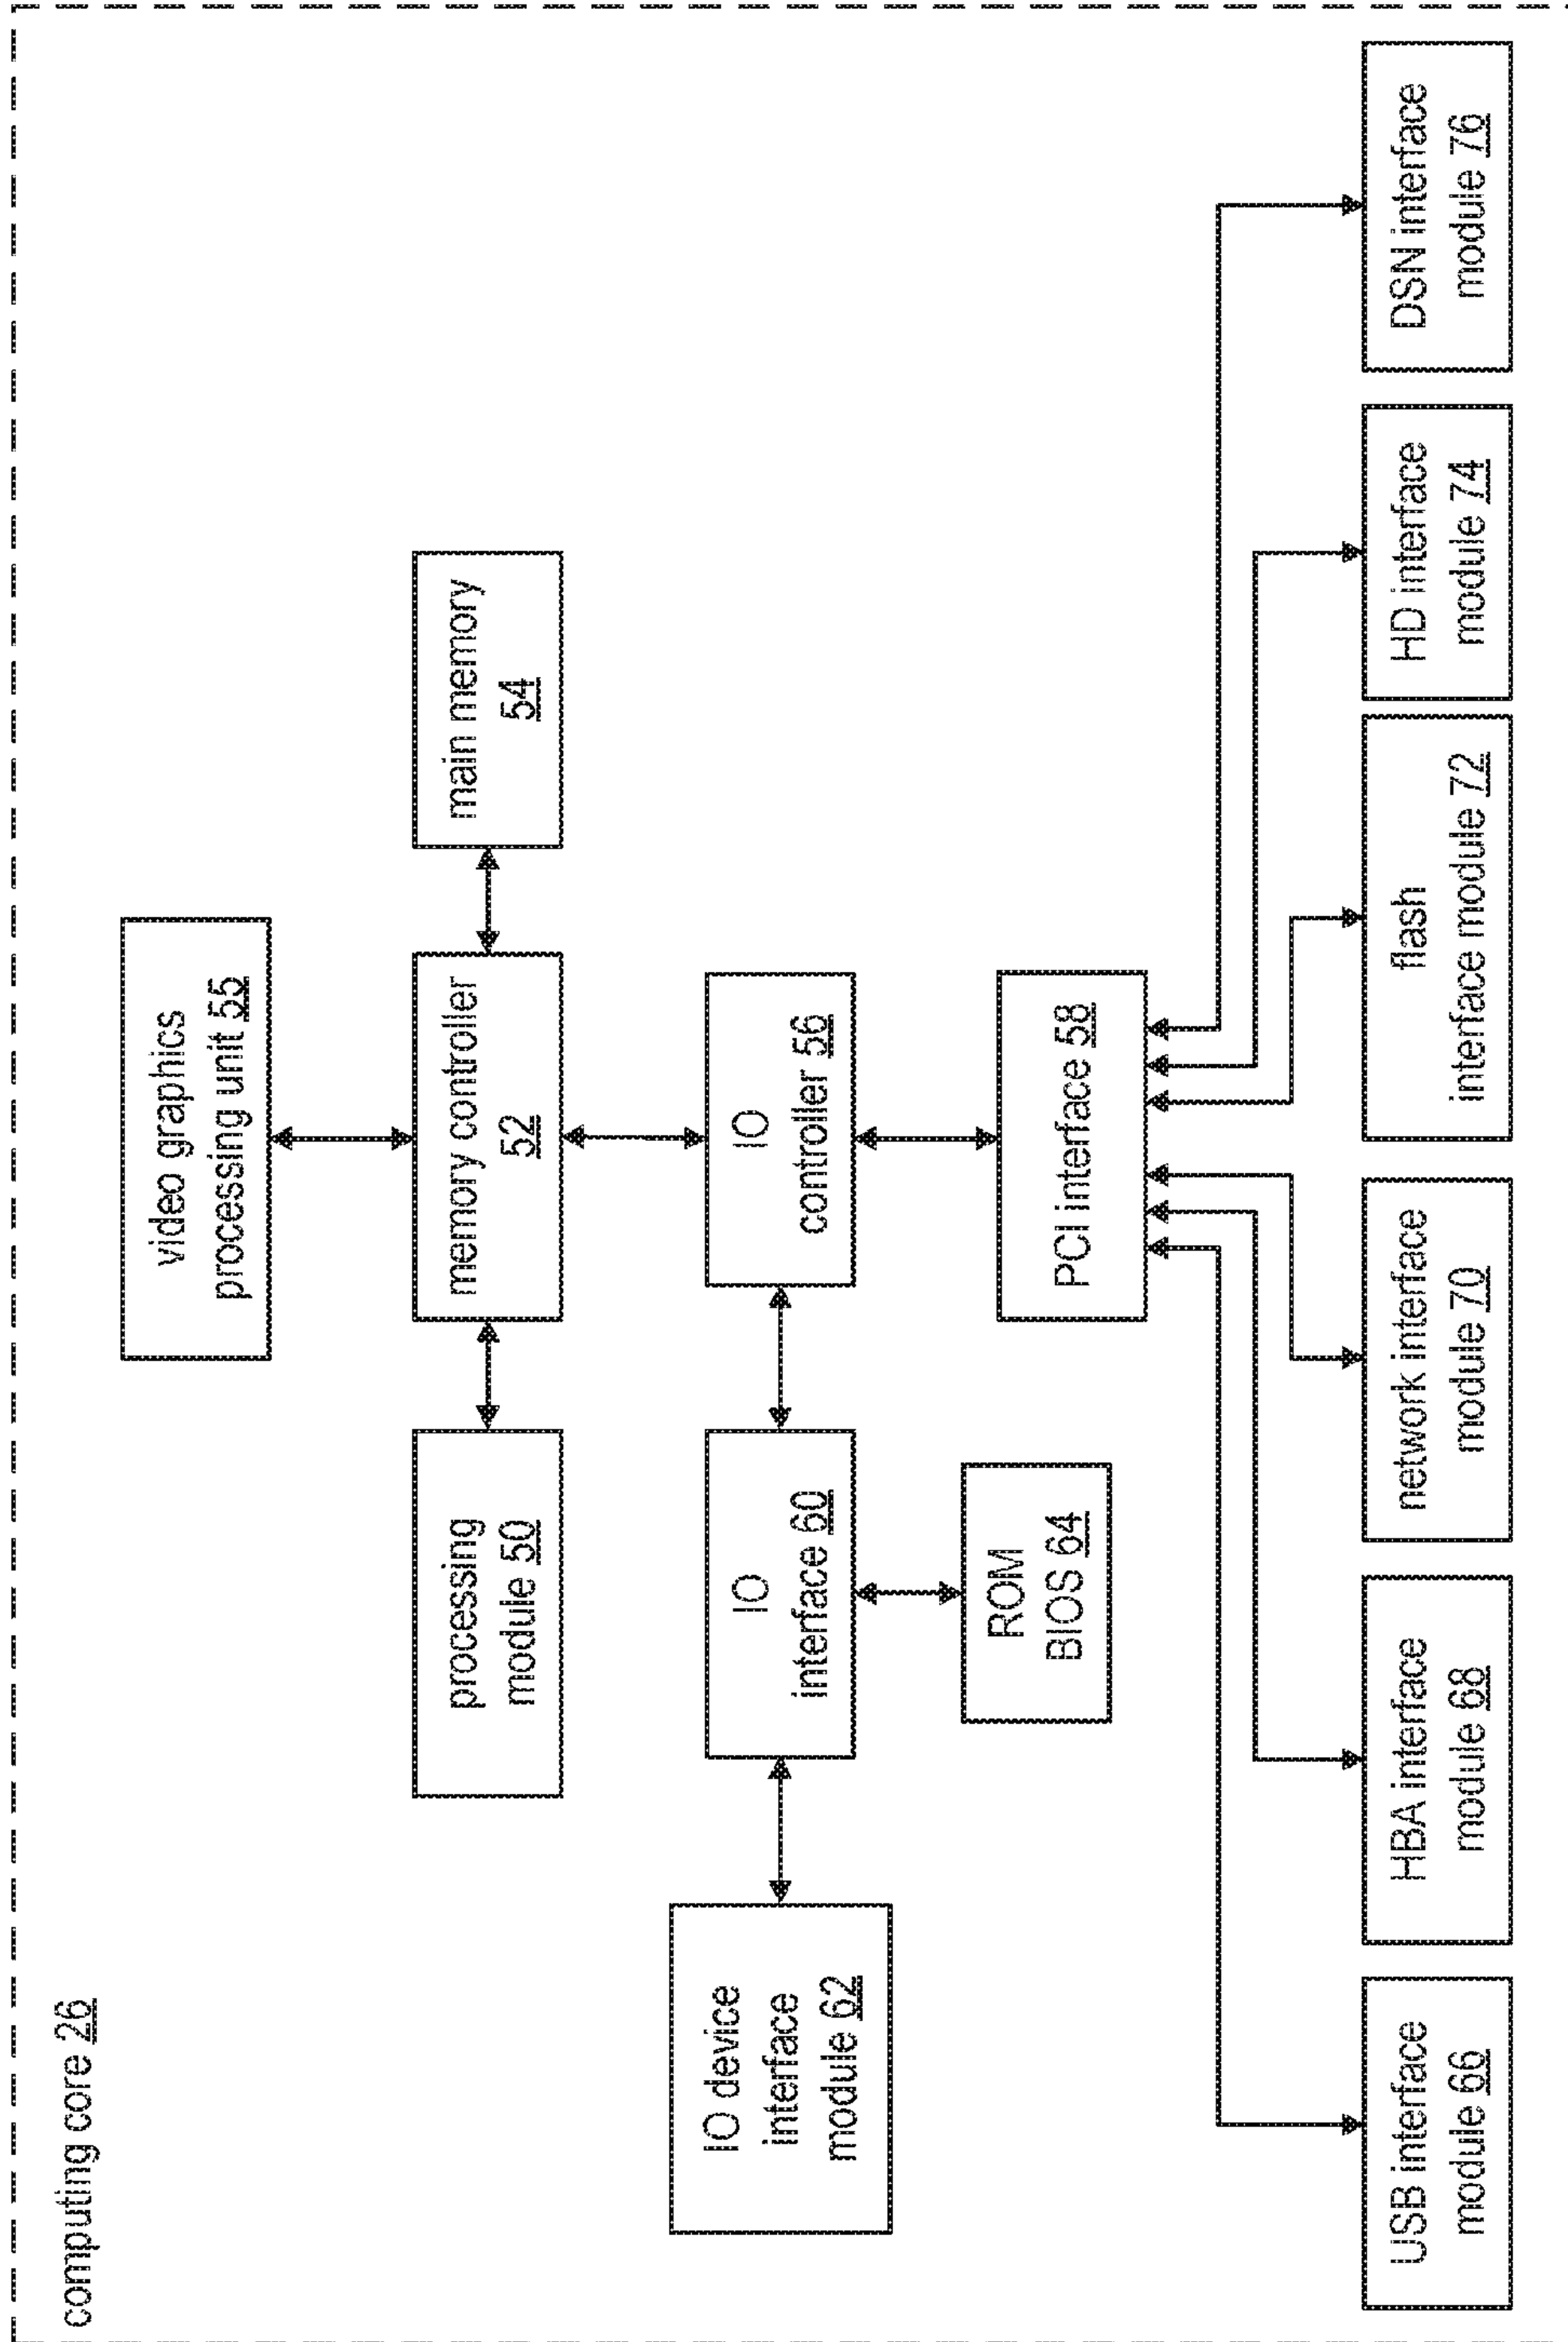 computing core 26
video graphics
processing unit 55
processing
module 50
memory controller
52
main memory
54
IO device
interface
module 62
IO
interface 60
IO
controller 56
ROM
BIOS 64
PCI interface 58
USB interface
module 66
HBA interface
module 68
network interface
module 70
flash
interface module 72
HD interface
module 74
DSN interface
module 76